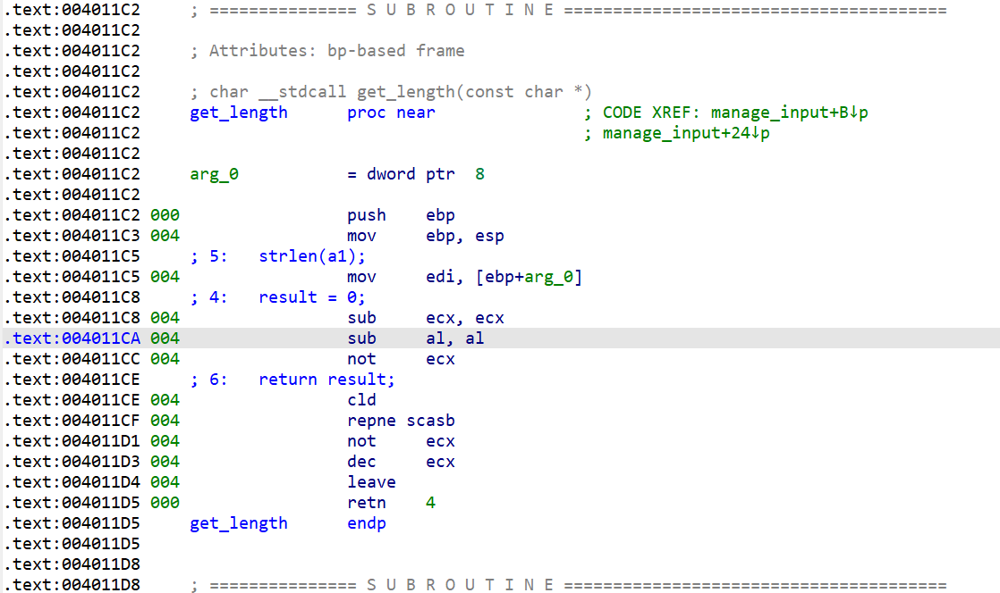 .text:004011C2 ; =============== S U B R O U T I N E =======================================
.text:004011C2
.text:004011C2 ; Attributes: bp-based frame
.text:004011C2
.text:004011C2 ; char __stdcall get_length(const char *)
.text:004011C2 get_length proc near ; CODE XREF: manage_input+B↓p
.text:004011C2 ; manage_input+24↓p
.text:004011C2
.text:004011C2 arg_0 = dword ptr 8
.text:004011C2
.text:004011C2 000 push ebp
.text:004011C3 004 mov ebp, esp
.text:004011C5 ; 5: strlen(a1);
.text:004011C5 004 mov edi, [ebp+arg_0]
.text:004011C8 ; 4: result = 0;
.text:004011C8 004 sub ecx, ecx
.text:004011CA 004 sub al, al
.text:004011CC 004 not ecx
.text:004011CE ; 6: return result;
.text:004011CE 004 cld
.text:004011CF 004 repne scasb
.text:004011D1 004 not ecx
.text:004011D3 004 dec ecx
.text:004011D4 004 leave
.text:004011D5 000 retn 4
.text:004011D5 get_length endp
.text:004011D5
.text:004011D8
.text:004011D8 ; =============== S U B R O U T I N E =======================================